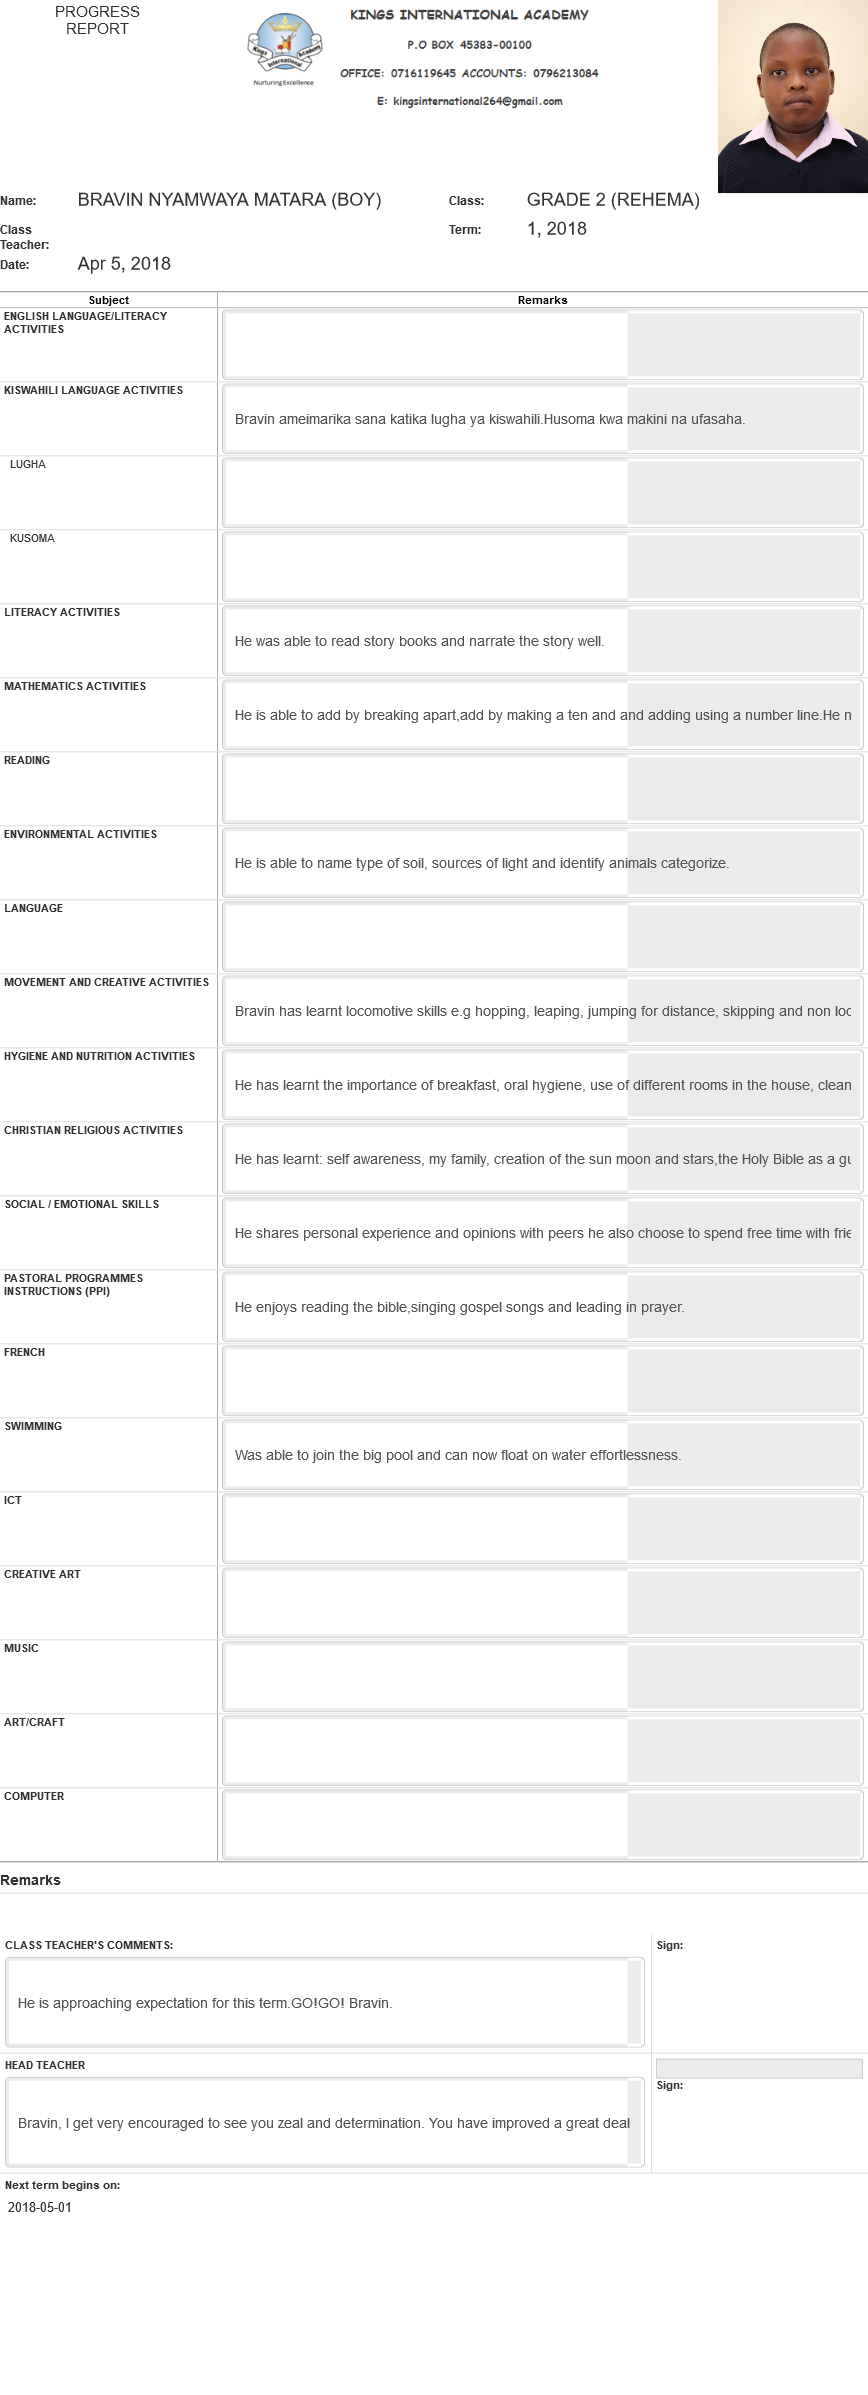 PROGRESS
REPORT
KINGS INTERNATIONAL ACADEMY
P.O BOX 45383-00100
OFFICE: 0716119645 ACCOUNTS: 0796213084
E: kingsinternational264@gmail.com
Kings International Academy
Nurturing Excellence
Name: BRAVIN NYAMWAYA MATARA (BOY) Class: GRADE 2 (REHEMA)
Class
Teacher:
Term: 1, 2018
Date: Apr 5, 2018
Subject Remarks
ENGLISH LANGUAGE/LITERACY
ACTIVITIES
KISWAHILI LANGUAGE ACTIVITIES
Bravin ameimarika sana katika lugha ya kiswahili.Husoma kwa makini na ufasaha.
LUGHA
KUSOMA
LITERACY ACTIVITIES
He was able to read story books and narrate the story well.
MATHEMATICS ACTIVITIES
He is able to add by breaking apart,add by making a ten and and adding using a number line.He n
READING
ENVIRONMENTAL ACTIVITIES
He is able to name type of soil, sources of light and identify animals categorize.
LANGUAGE
MOVEMENT AND CREATIVE ACTIVITIES
Bravin has learnt locomotive skills e.g hopping, leaping, jumping for distance, skipping and non loc
HYGIENE AND NUTRITION ACTIVITIES
He has learnt the importance of breakfast, oral hygiene, use of different rooms in the house, clean
CHRISTIAN RELIGIOUS ACTIVITIES
He has learnt: self awareness, my family, creation of the sun moon and stars,the Holy Bible as a gu
SOCIAL / EMOTIONAL SKILLS
He shares personal experience and opinions with peers he also choose to spend free time with frie
PASTORAL PROGRAMMES
INSTRUCTIONS (PPI)
He enjoys reading the bible,singing gospel songs and leading in prayer.
FRENCH
SWIMMING
Was able to join the big pool and can now float on water effortlessness.
ICT
CREATIVE ART
MUSIC
ART/CRAFT
COMPUTER
Remarks
CLASS TEACHER'S COMMENTS:
Sign:
He is approaching expectation for this term.GO!GO! Bravin.
HEAD TEACHER
Sign:
Bravin, I get very encouraged to see you zeal and determination. You have improved a great deal
Next term begins on:
2018-05-01